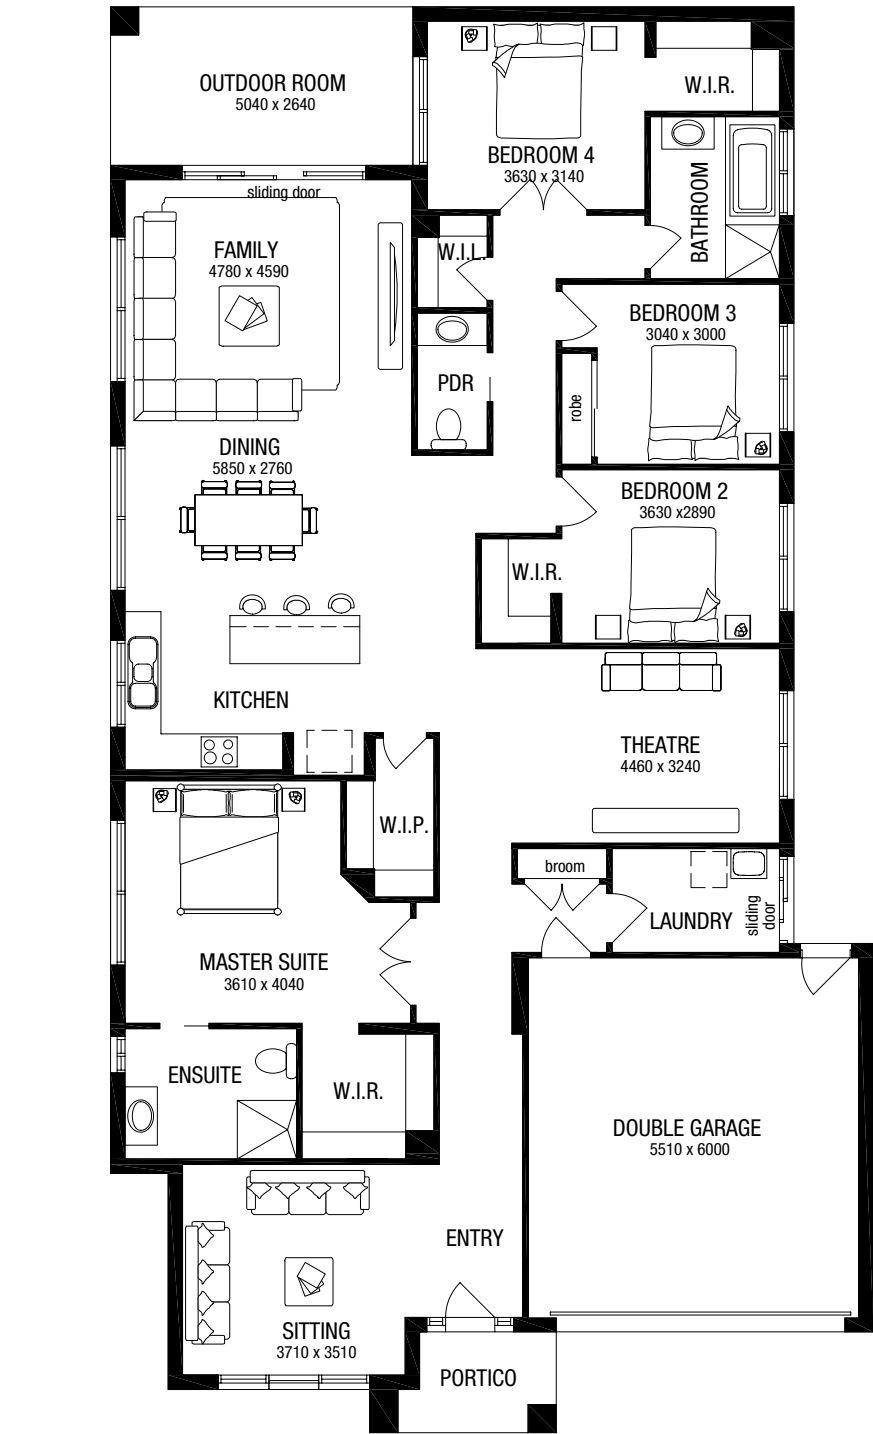 OUTDOOR ROOM
5040 x 2640
W.I.R.
BEDROOM 4
3630 x 3140
BATHROOM
sliding door
FAMILY
4780 x 4590
W.I.L.
BEDROOM 3
3040 x 3000
PDR
robe
DINING
5850 x 2760
BEDROOM 2
3630 x2890
W.I.R.
KITCHEN
THEATRE
4460 x 3240
W.I.P.
broom
LAUNDRY
sliding
door
MASTER SUITE
3610 x 4040
ENSUITE
W.I.R.
DOUBLE GARAGE
5510 x 6000
ENTRY
SITTING
3710 x 3510
PORTICO